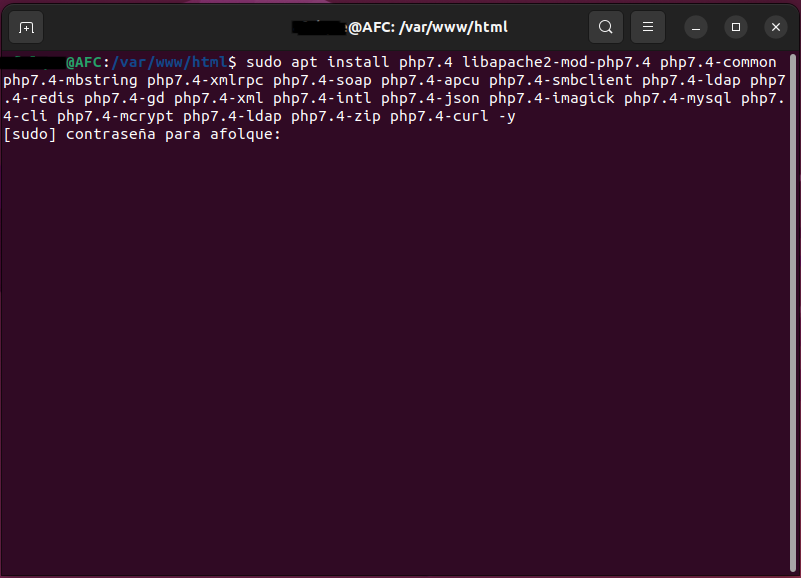 @AFC: /var/www/html
@AFC:/var/www/html$ sudo apt install php7.4 libapache2-mod-php7.4 php7.4-common
php7.4-mbstring php7.4-xmlrpc php7.4-soap php7.4-apcu php7.4-smbclient php7.4-ldap php7
.4-redis php7.4-gd php7.4-xml php7.4-intl php7.4-json php7.4-imagick php7.4-mysql php7.
4-cli php7.4-mcrypt php7.4-ldap php7.4-zip php7.4-curl -y
[sudo] contraseña para afolque: